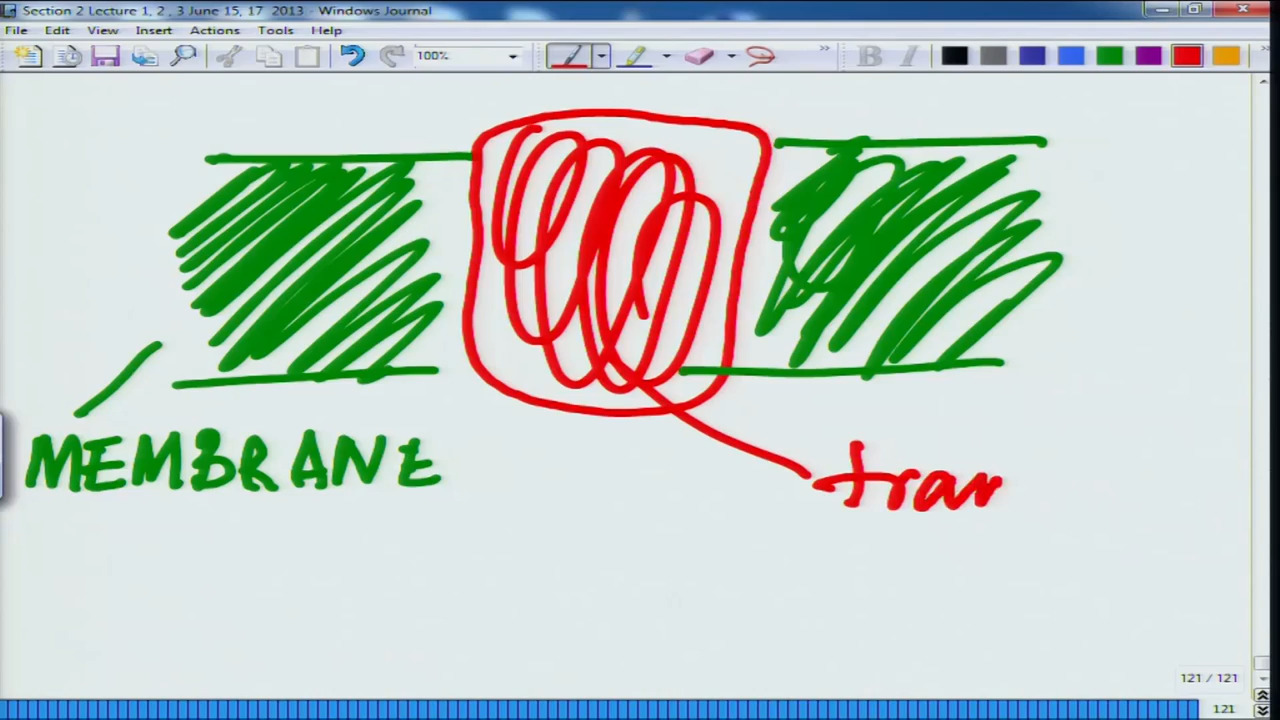 Section 2 Lecture 1, 2 , 3 June 15, 17 2013 - Windows Journal
File Edit View Insert Actions Tools Help
100% B I
MEMBRANE
tran
121 / 121
121